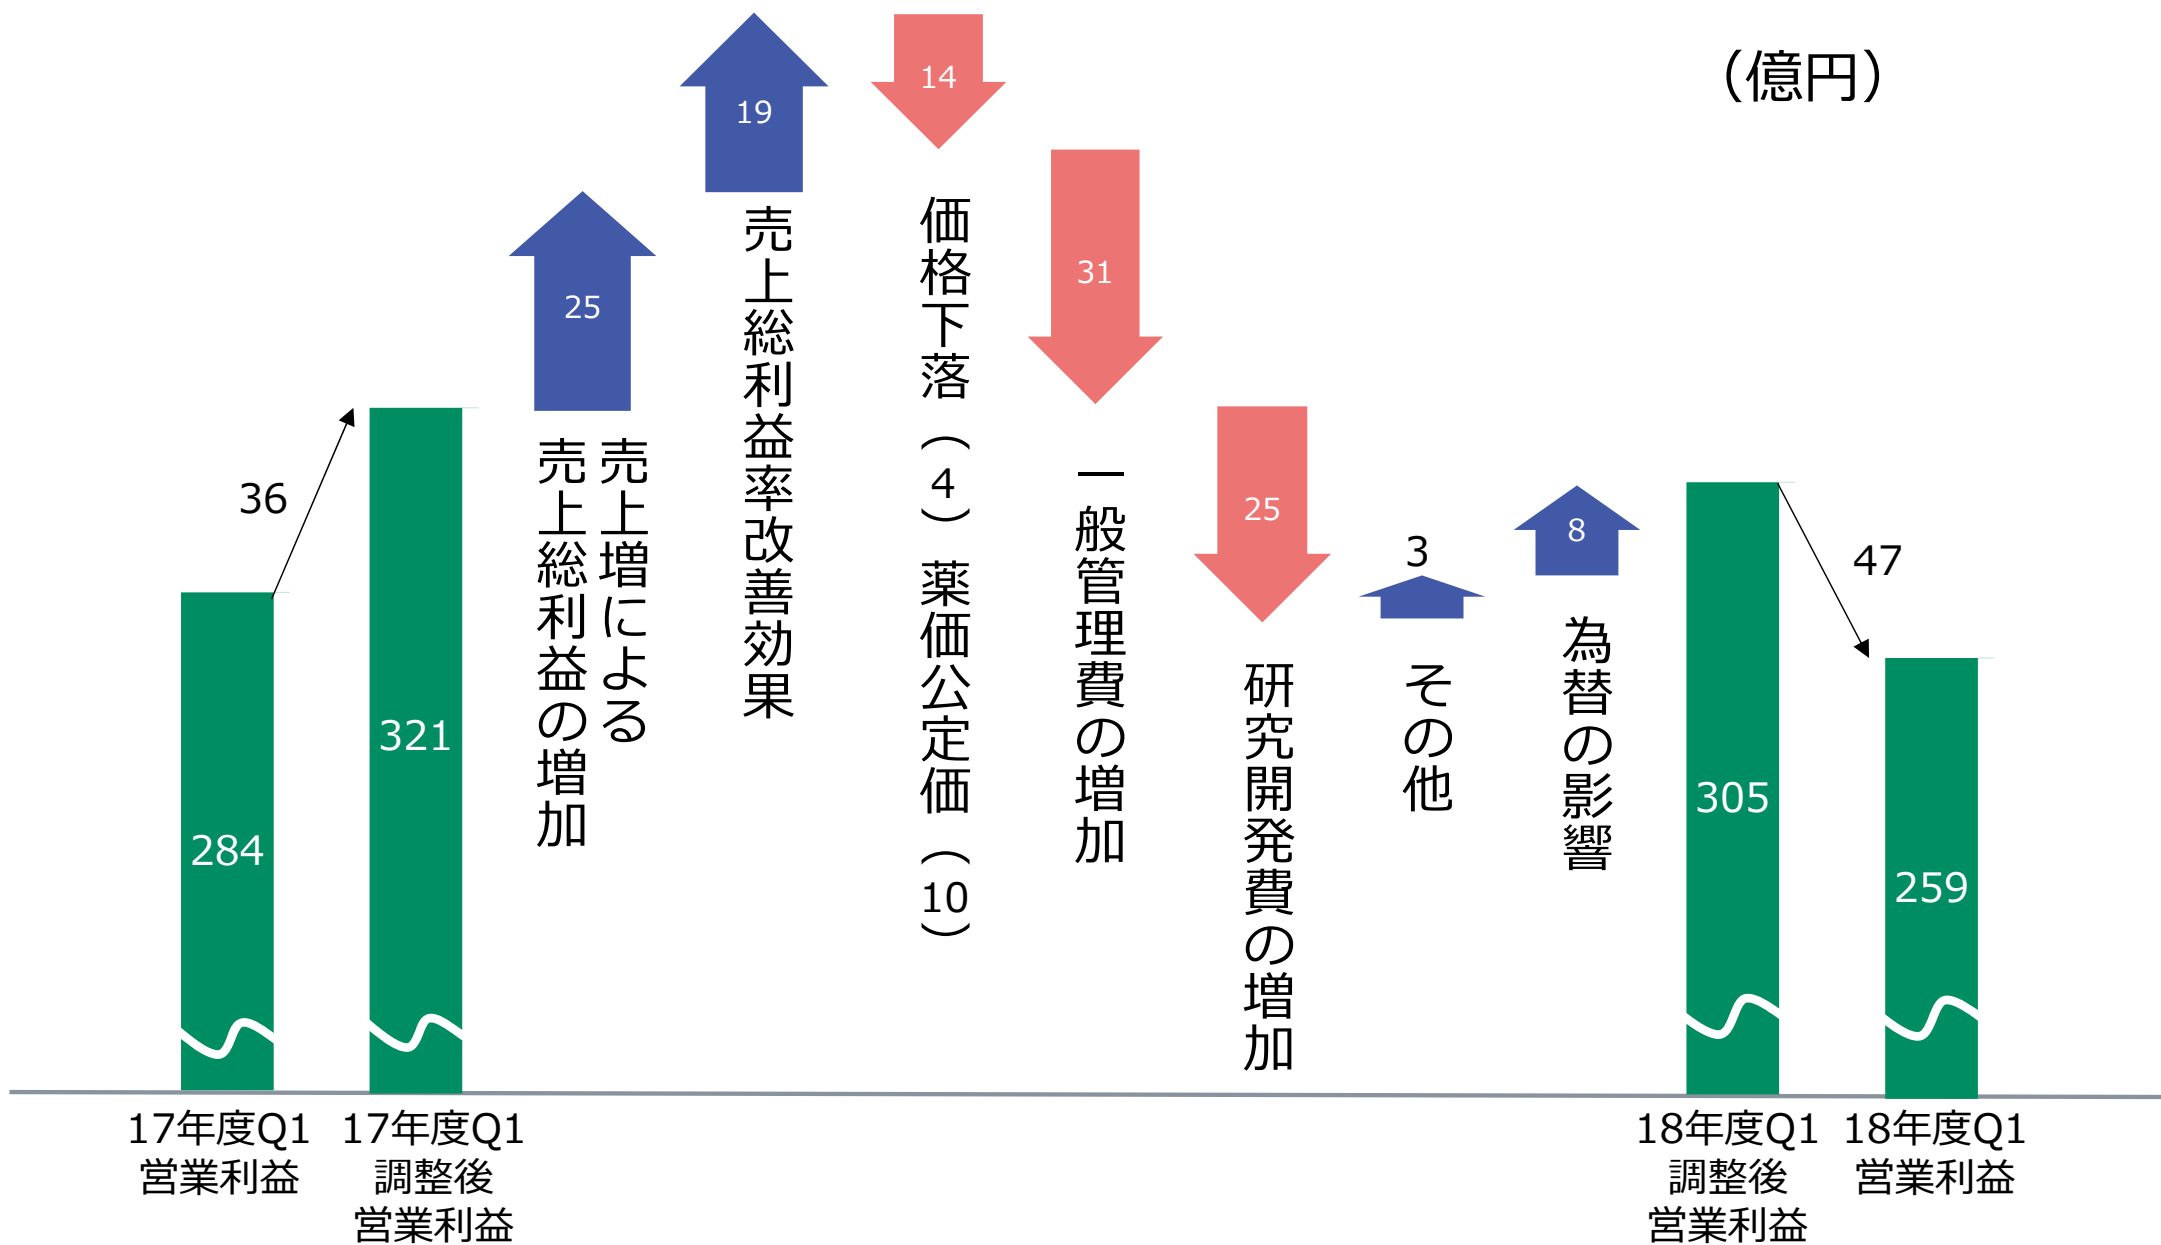 （億円）
284
36
321
25
売上増による
売上総利益の増加
19
売上総利益率改善効果
14
価格下落（4）薬価公定価（10）
31
一般管理費の増加
25
研究開発費の増加
3
その他
8
為替の影響
305
47
259
17年度Q1
営業利益
17年度Q1
調整後
営業利益
18年度Q1
調整後
営業利益
18年度Q1
営業利益